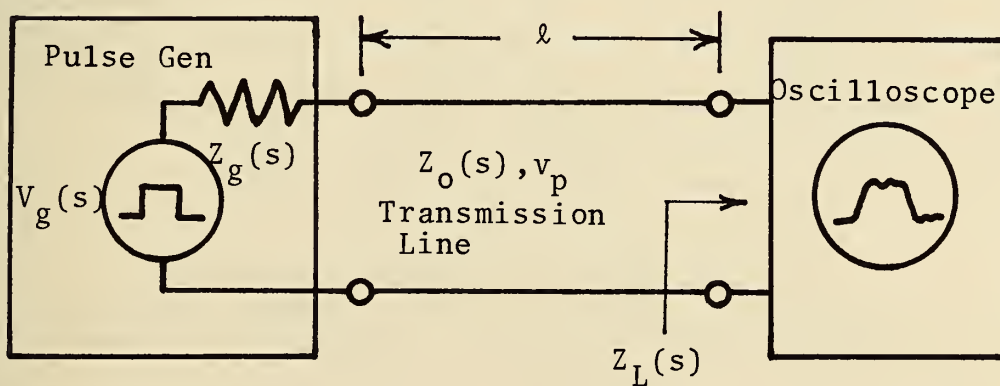 ℓ
Pulse Gen
Oscilloscope
Z_g(s)
V_g(s)
Z_o(s), v_p
Transmission
Line
Z_L(s)